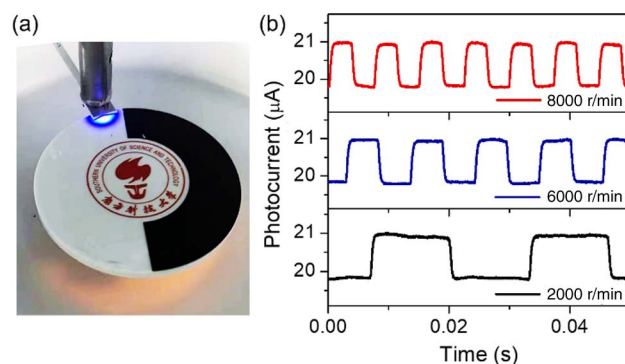 (a)
SOUTHERN UNIVERSITY OF SCIENCE AND TECHNOLOGY
南方科技大学
(b)
Photocurrent (μA)
21
20
8000 r/min
21
20
6000 r/min
21
20
2000 r/min
0.00
0.02
0.04
Time (s)